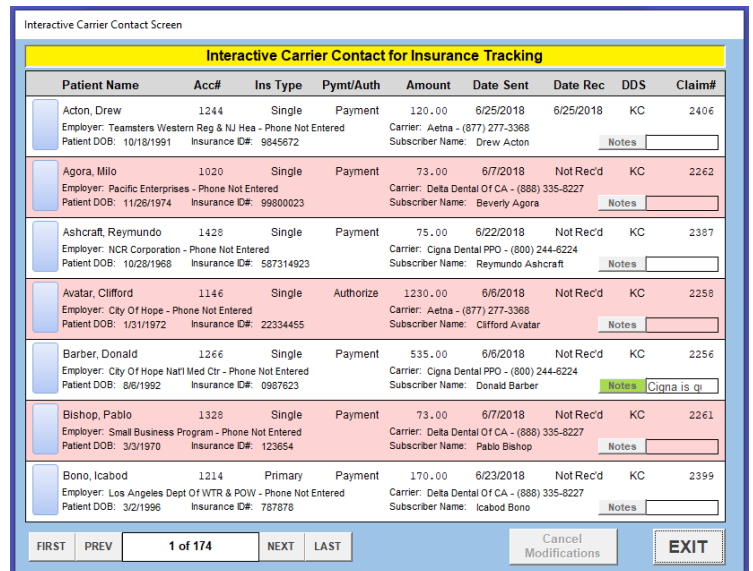 Interactive Carrier Contact Screen
Interactive Carrier Contact for Insurance Tracking
Patient Name Acc# Ins Type Pymt/Auth Amount Date Sent Date Rec DDS Claim#
Acton, Drew 1244 Single Payment 120.00 6/25/2018 6/25/2018 KC 2406
Employer: Teamsters Western Reg & NJ Hea - Phone Not Entered Carrier: Aetna - (877) 277-3368
Patient DOB: 10/18/1991 Insurance ID#: 9845672 Subscriber Name: Drew Acton Notes
Agora, Milo 1020 Single Payment 73.00 6/7/2018 Not Rec'd KC 2262
Employer: Pacific Enterprises - Phone Not Entered Carrier: Delta Dental Of CA - (888) 335-8227
Patient DOB: 11/26/1974 Insurance ID#: 99800023 Subscriber Name: Beverly Agora Notes
Ashcraft, Reymundo 1428 Single Payment 75.00 6/22/2018 Not Rec'd KC 2387
Employer: NCR Corporation - Phone Not Entered Carrier: Cigna Dental PPO - (800) 244-6224
Patient DOB: 10/28/1968 Insurance ID#: 587314923 Subscriber Name: Reymundo Ashcraft Notes
Avatar, Clifford 1146 Single Authorize 1230.00 6/6/2018 Not Rec'd KC 2258
Employer: City Of Hope - Phone Not Entered Carrier: Aetna - (877) 277-3368
Patient DOB: 1/31/1972 Insurance ID#: 22334455 Subscriber Name: Clifford Avatar Notes
Barber, Donald 1266 Single Payment 535.00 6/6/2018 Not Rec'd KC 2256
Employer: City Of Hope Nat'l Med Ctr - Phone Not Entered Carrier: Cigna Dental PPO - (800) 244-6224
Patient DOB: 8/6/1992 Insurance ID#: 0987623 Subscriber Name: Donald Barber Notes Cigna is
Bishop, Pablo 1328 Single Payment 73.00 6/7/2018 Not Rec'd KC 2261
Employer: Small Business Program - Phone Not Entered Carrier: Delta Dental Of CA - (888) 335-8227
Patient DOB: 3/3/1970 Insurance ID#: 123654 Subscriber Name: Pablo Bishop Notes
Bono, Icabod 1214 Primary Payment 170.00 6/23/2018 Not Rec'd KC 2399
Employer: Los Angeles Dept Of WTR & POW - Phone Not Entered Carrier: Delta Dental Of CA - (888) 335-8227
Patient DOB: 3/2/1996 Insurance ID#: 787878 Subscriber Name: Icabod Bono Notes
FIRST PREV 1 of 174 NEXT LAST Cancel Modifications EXIT